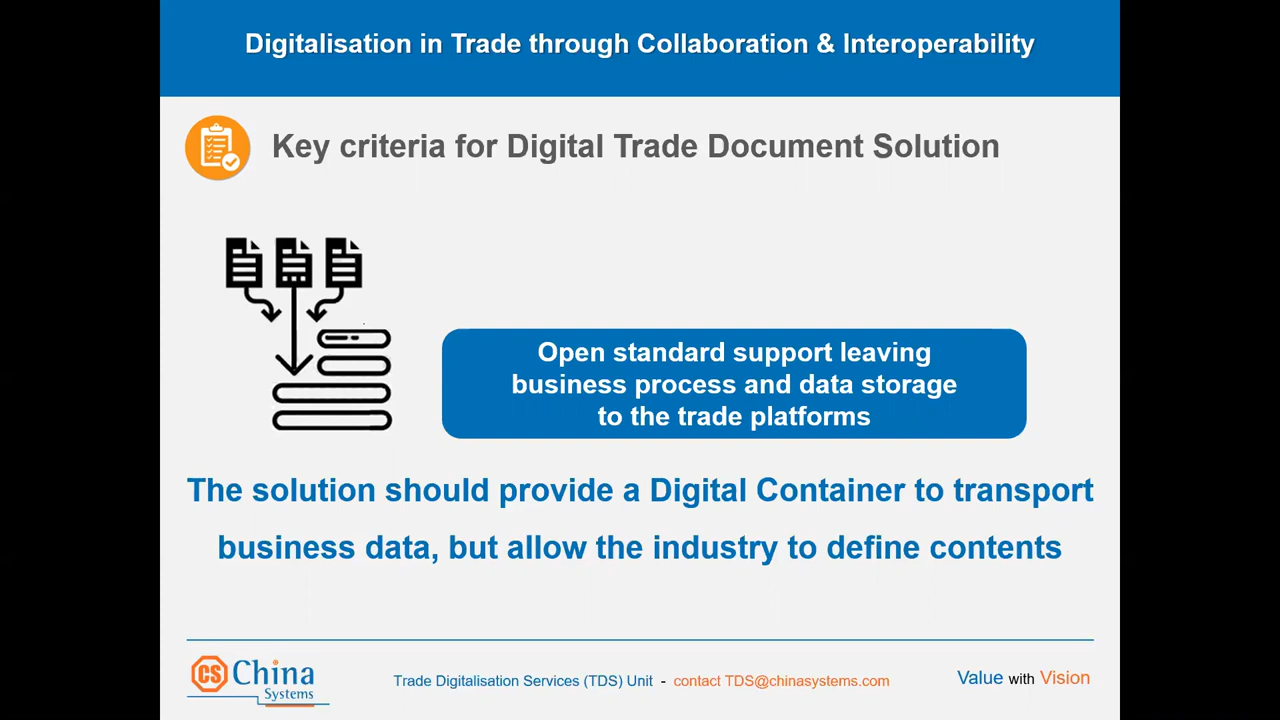 Digitalisation in Trade through Collaboration & Interoperability
Key criteria for Digital Trade Document Solution
Open standard support leaving
business process and data storage
to the trade platforms
The solution should provide a Digital Container to transport
business data, but allow the industry to define contents
CS China
Systems
Trade Digitalisation Services (TDS) Unit - contact TDS@chinasystems.com
Value with Vision